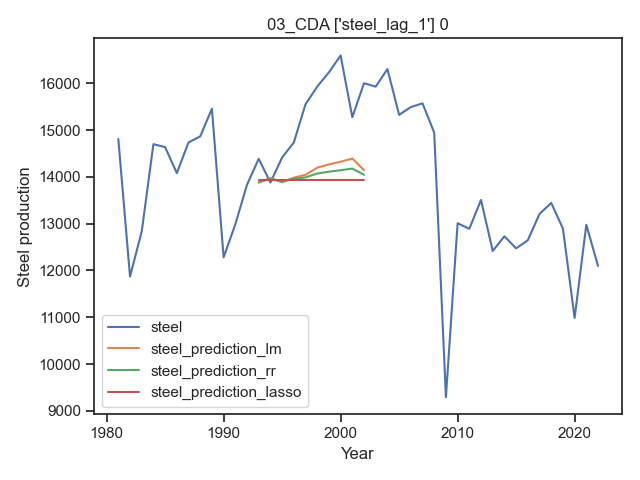 03_CDA ['steel_lag_1'] 0
Steel production
16000
15000
14000
13000
12000
11000
10000
9000
steel
steel_prediction_lm
steel_prediction_rr
steel_prediction_lasso
1980
1990
2000
2010
2020
Year